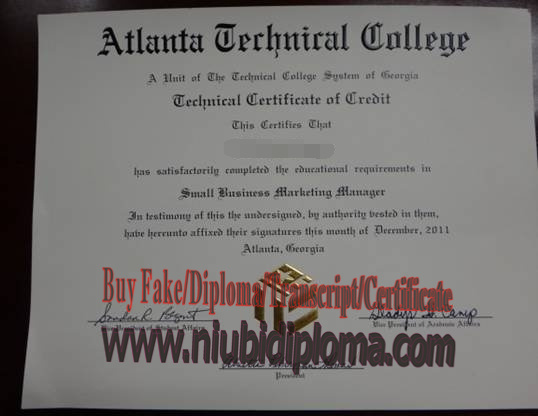 Atlanta Technical College
A Unit of The Technical College System of Georgia
Technical Certificate of Credit
This Certifies That
has satisfactorily completed the educational requirements in
Small Business Marketing Manager
In testimony of this the undersigned, by authority vested in them,
have hereunto affixed their signatures this month of December, 2011
Atlanta, Georgia
Buy Fake/Diploma/Transcript/Certificate
Vice President of Student Affairs
Vice President of Academic Affairs
www.niubidiploma.com
President